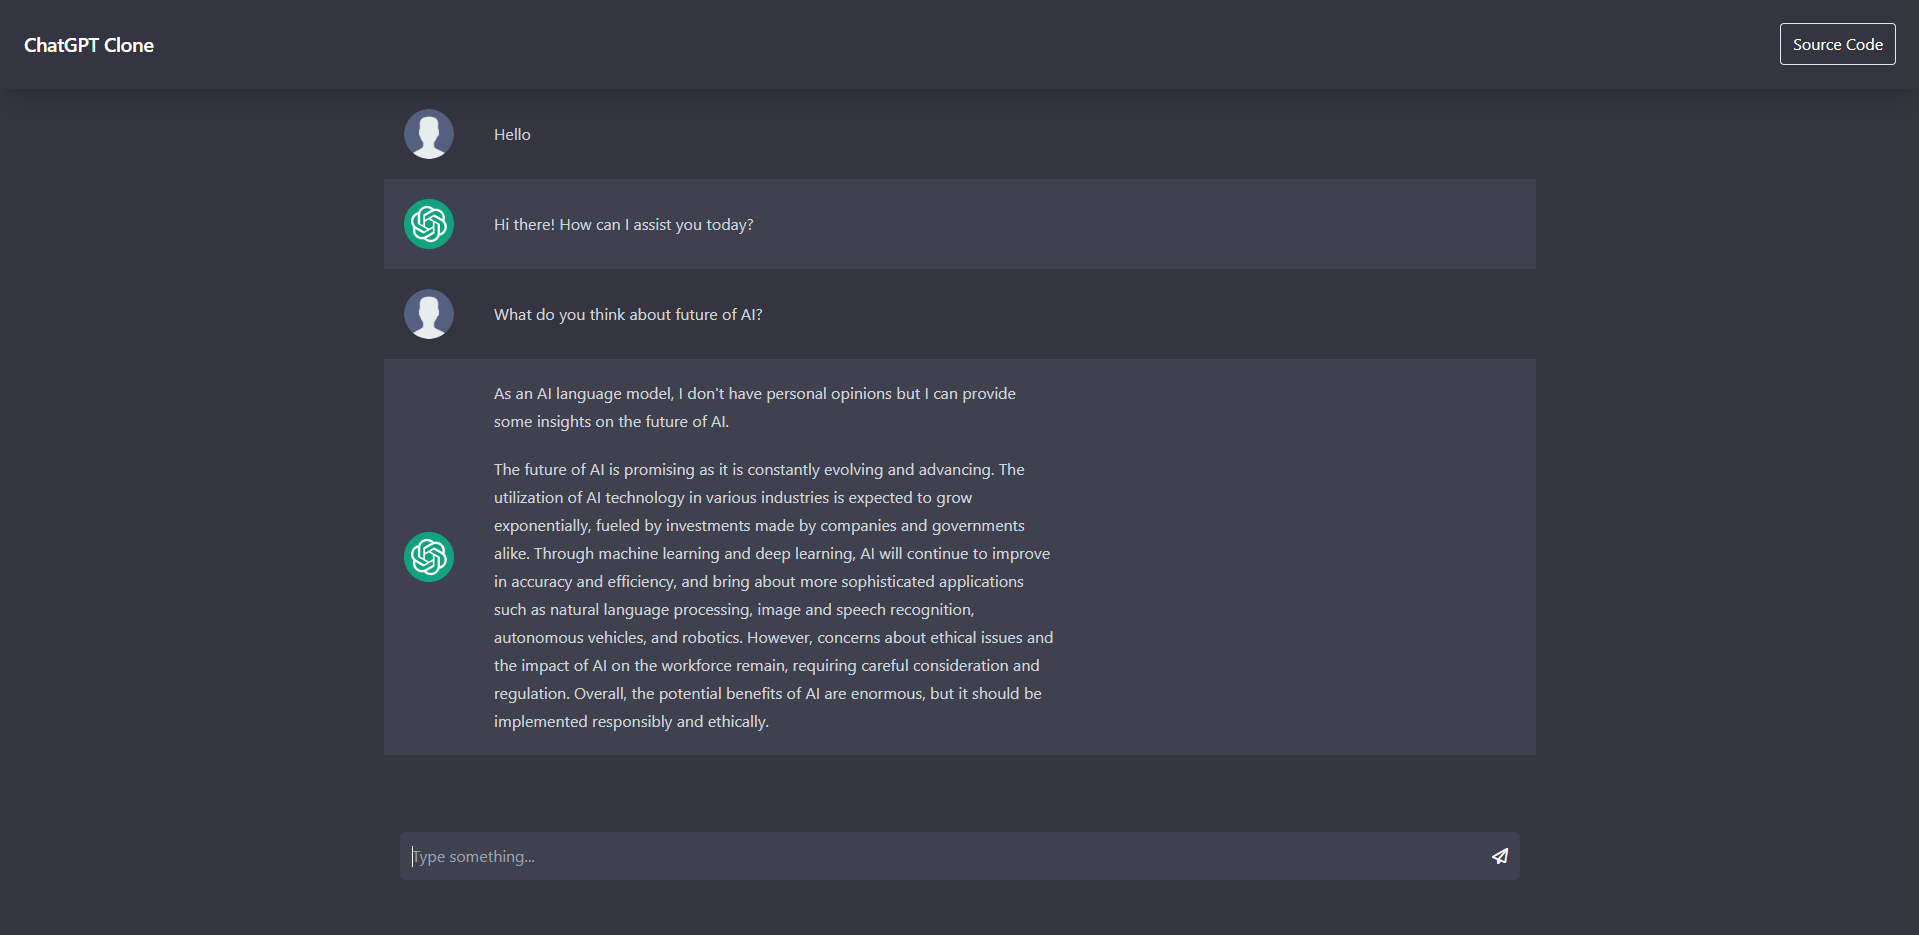 ChatGPT Clone
Source Code
Hello
Hi there! How can I assist you today?
What do you think about future of AI?
As an AI language model, I don't have personal opinions but I can provide
some insights on the future of AI.
The future of AI is promising as it is constantly evolving and advancing. The
utilization of AI technology in various industries is expected to grow
exponentially, fueled by investments made by companies and governments
alike. Through machine learning and deep learning, AI will continue to improve
in accuracy and efficiency, and bring about more sophisticated applications
such as natural language processing, image and speech recognition,
autonomous vehicles, and robotics. However, concerns about ethical issues and
the impact of AI on the workforce remain, requiring careful consideration and
regulation. Overall, the potential benefits of AI are enormous, but it should be
implemented responsibly and ethically.
Type something...